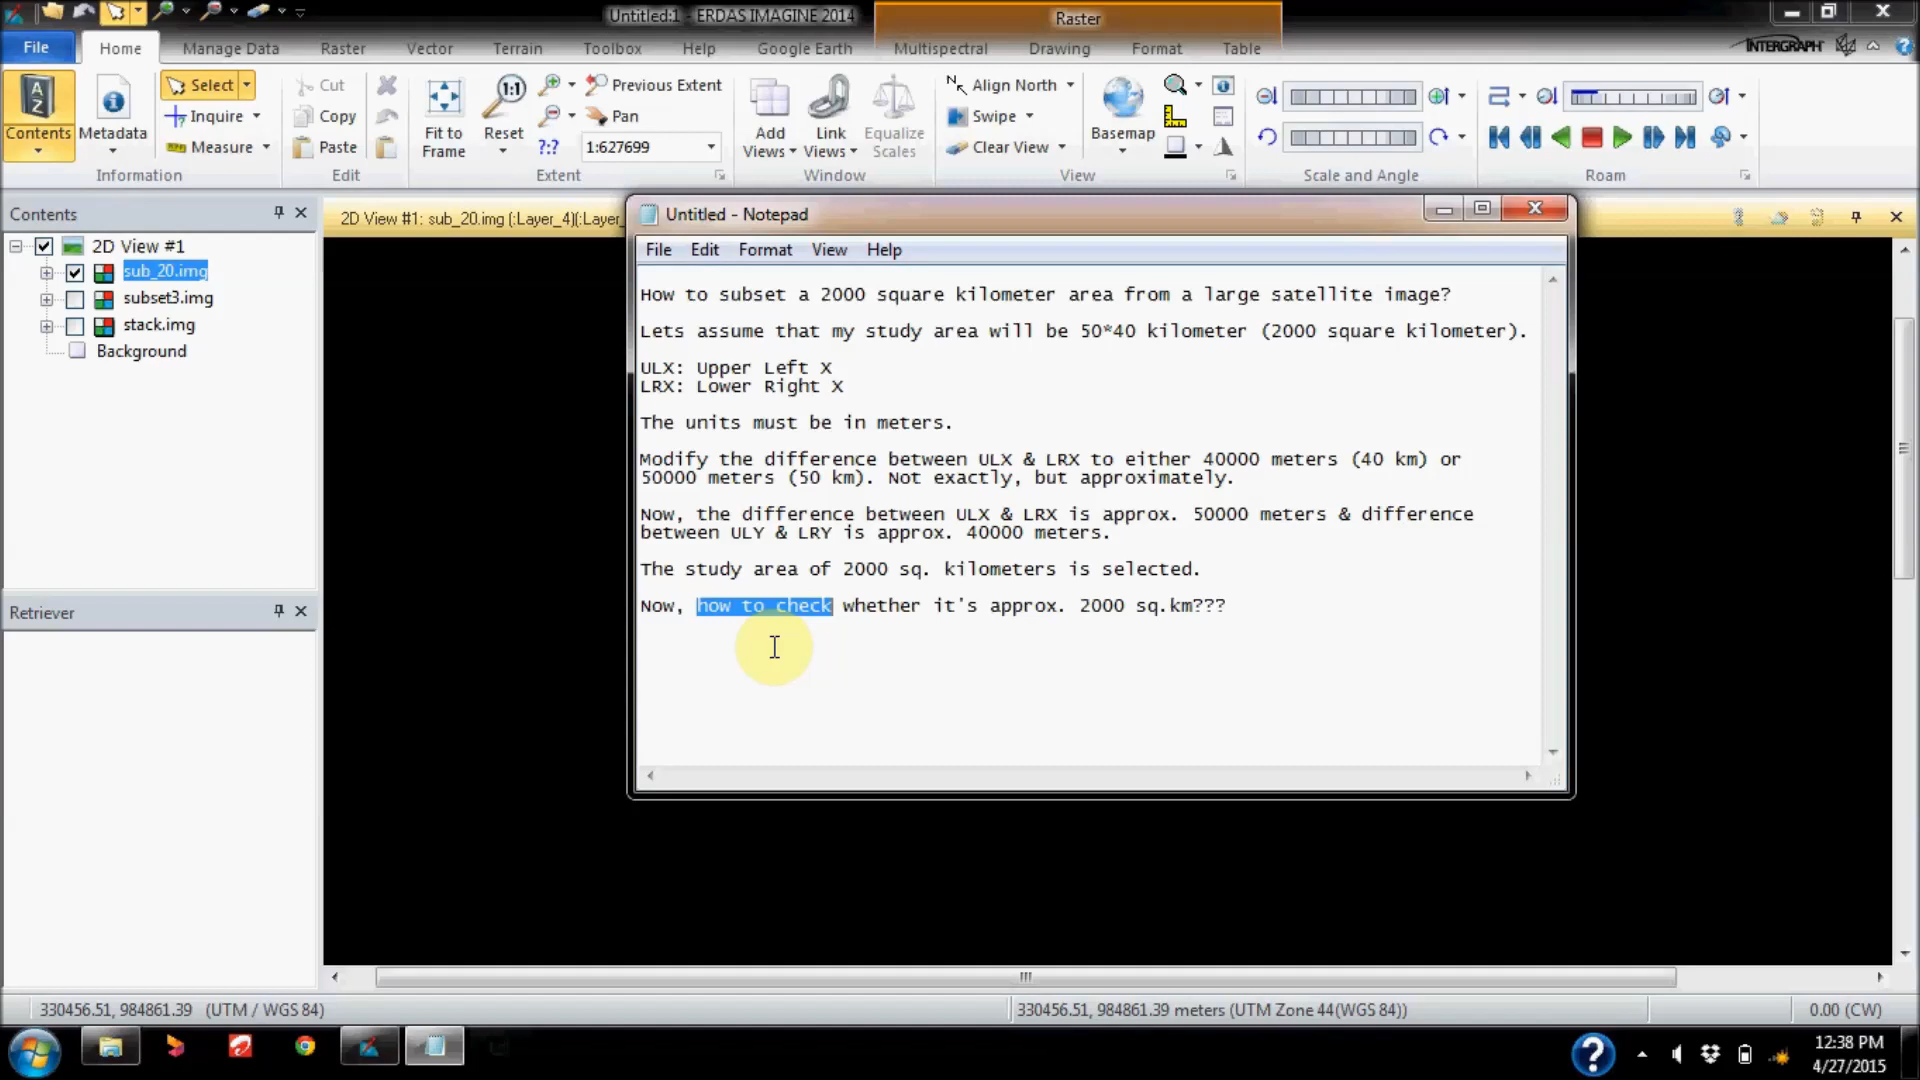 Untitled:1 - ERDAS IMAGINE 2014
Raster
File
Home
Manage Data
Raster
Vector
Terrain
Toolbox
Help
Google Earth
Multispectral
Drawing
Format
Table
INTERGRAPH
Contents
Metadata
Select
Inquire
Measure
Information
Cut
Copy
Paste
Edit
Fit to
Frame
1:1
Reset
Previous Extent
Pan
?:?
1:627699
Extent
Add
Views
Link
Views
Equalize
Scales
Window
Align North
Swipe
Clear View
Basemap
View
Scale and Angle
Roam
Contents
2D View #1
sub_20.img
subset3.img
stack.img
Background
Retriever
2D View #1: sub_20.img (:Layer_4)(:Layer_
Untitled - Notepad
File Edit Format View Help
How to subset a 2000 square kilometer area from a large satellite image?
Lets assume that my study area will be 50*40 kilometer (2000 square kilometer).
ULX: Upper Left X
LRX: Lower Right X
The units must be in meters.
Modify the difference between ULX & LRX to either 40000 meters (40 km) or
50000 meters (50 km). Not exactly, but approximately.
Now, the difference between ULX & LRX is approx. 50000 meters & difference
between ULY & LRY is approx. 40000 meters.
The study area of 2000 sq. kilometers is selected.
Now, how to check whether it's approx. 2000 sq.km???
330456.51, 984861.39 (UTM / WGS 84)
330456.51, 984861.39 meters (UTM Zone 44(WGS 84))
0.00 (CW)
12:38 PM
4/27/2015